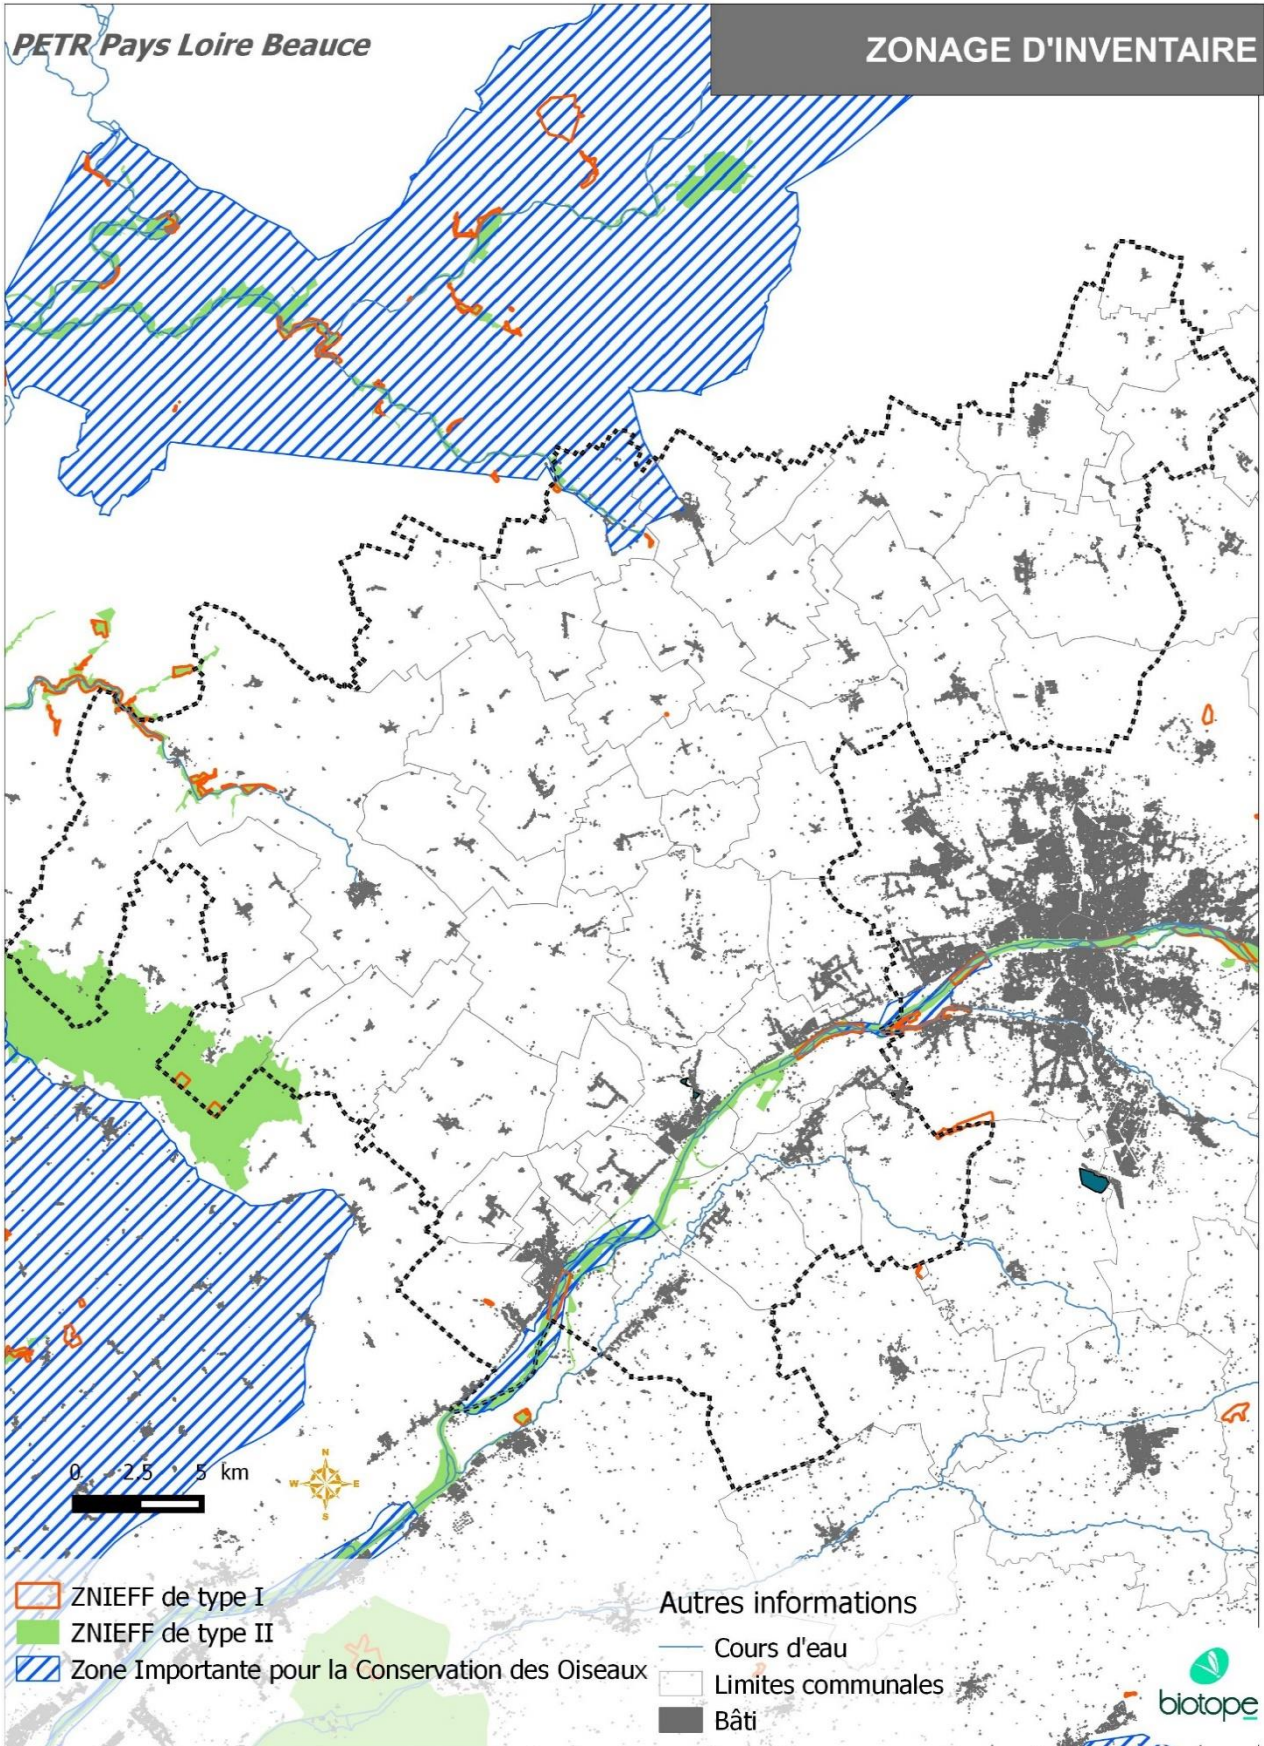 PETR Pays Loire Beauce
ZONAGE D'INVENTAIRE
0 2.5 5 km
N
W E
S
ZNIEFF de type I
ZNIEFF de type II
Zone Importante pour la Conservation des Oiseaux
Autres informations
Cours d'eau
Limites communales
Bâti
biotope